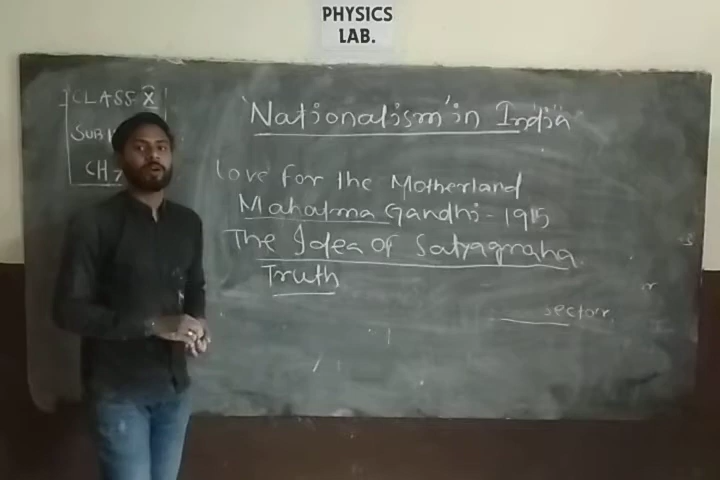 PHYSICS
LAB.
CLASS X
SUB
CH
'Nationalism' in India
Love for the Motherland
Mahatma Gandhi - 1915
The Idea of Satyagraha
Truth
sector